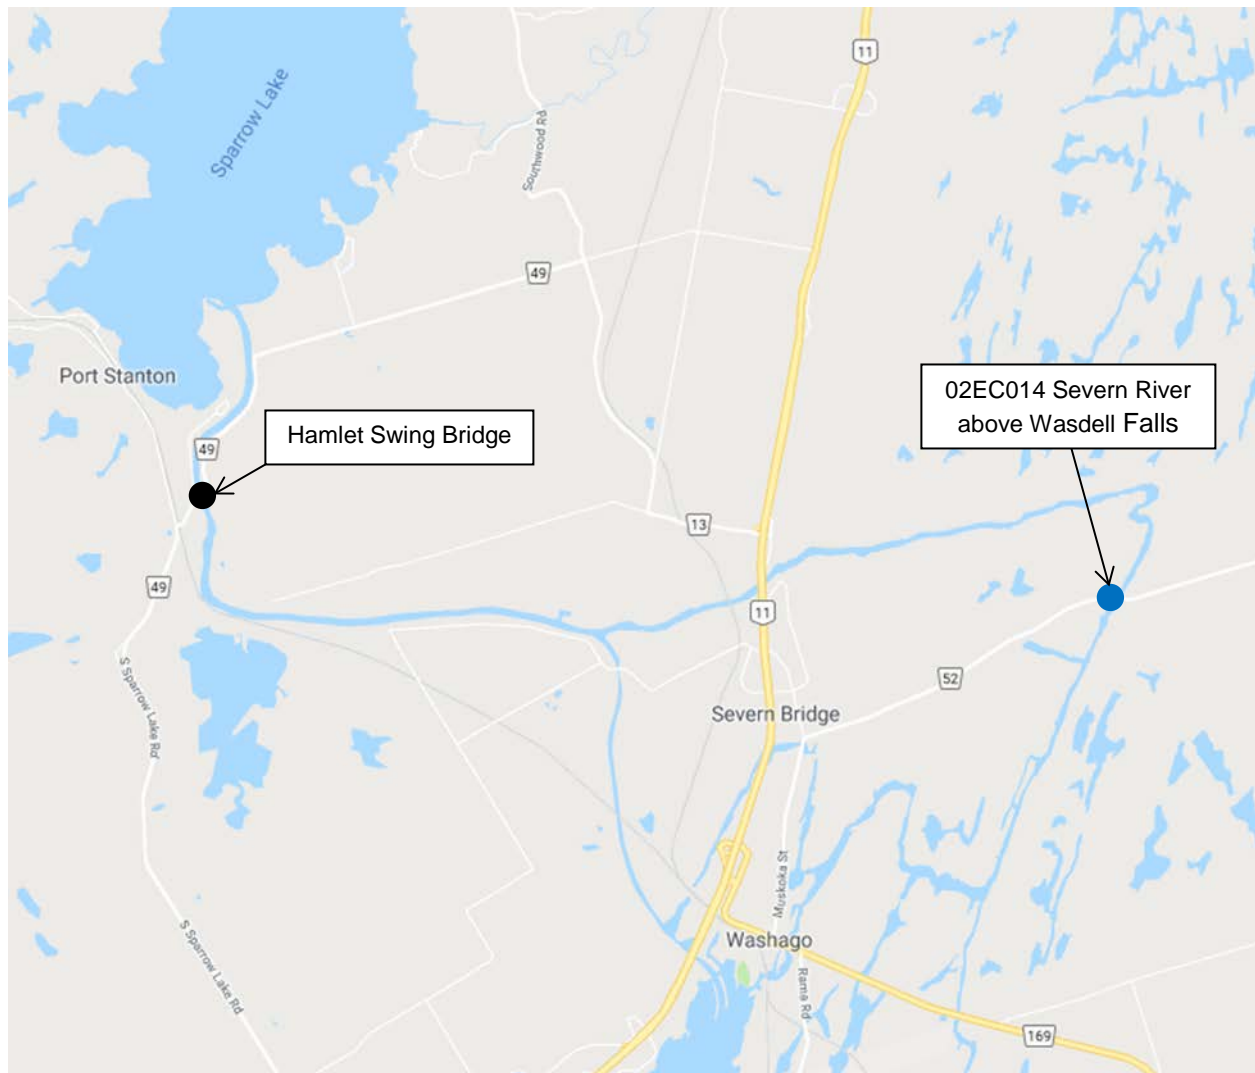 11
Sparrow Lake
Southwood Rd
49
Port Stanton
02EC014 Severn River
above Wasdell Falls
Hamlet Swing Bridge
49
13
49
11
52
S Sparrow Lake Rd
Severn Bridge
Muskoka St
Washago
S Sparrow Lake Rd
Rama Rd
169